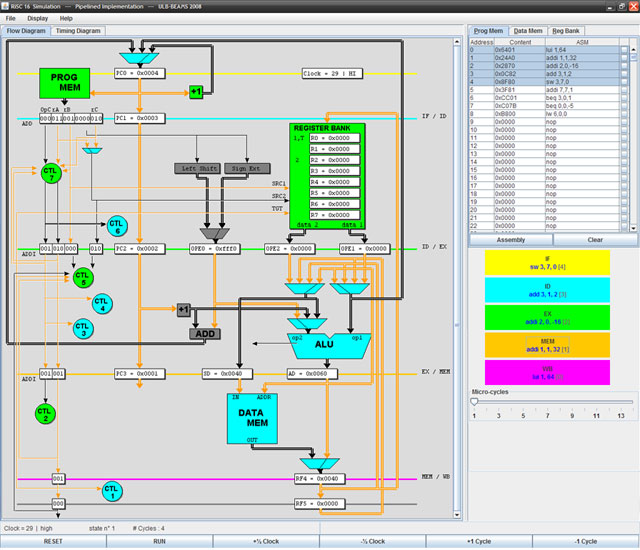 RiSC 16 Simulation — Pipelined Implementation — ULB-BEAMS 2008
File Display Help
Flow Diagram Timing Diagram
PC0 = 0x0004
Clock = 29 : HI
PROG
MEM
+1
OpC rA rB rC
ADD
PC1 = 0x0003
IF / ID
REGISTER BANK
1,T
R0 = 0x0000
R1 = 0x0000
2
R2 = 0x0000
R3 = 0x0000
R4 = 0x0000
R5 = 0x0000
R6 = 0x0000
R7 = 0x0000
data 2 data 1
Left Shift
Sign Ext
SRC1
SRC2
TGT
CTL
7
CTL
6
ADDI
001 010 000 010
PC2 = 0x0002
OPE0 = 0xfff0
OPE2 = 0x0000
OPE1 = 0x0000
ID / EX
CTL
5
CTL
4
CTL
3
+1
ADD
op2 op1
ALU
ADDI
001 001
PC3 = 0x0001
SD = 0x0040
AD = 0x0060
EX / MEM
CTL
2
IN ADDR
DATA
MEM
OUT
001
RF4 = 0x0040
MEM / WB
CTL
1
000
RF5 = 0x0000
Prog Mem Data Mem Reg Bank
Address Content ASM
0 0x6401 lui 1,64
1 0x24A0 addi 1,1,32
2 0x2870 addi 2,0,-16
3 0x0C82 add 3,1,2
4 0x8F80 sw 3,7,0
5 0x3F81 addi 7,7,1
6 0xCC01 beq 3,0,1
7 0xC07B beq 0,0,-5
8 0xB800 lw 6,0,0
9 0x0000 nop
10 0x0000 nop
11 0x0000 nop
12 0x0000 nop
13 0x0000 nop
14 0x0000 nop
15 0x0000 nop
16 0x0000 nop
17 0x0000 nop
18 0x0000 nop
19 0x0000 nop
20 0x0000 nop
21 0x0000 nop
22 0x0000 nop
Assembly Clear
IF
sw 3, 7, 0 [4]
ID
add 3, 1, 2 [3]
EX
addi 2, 0, -16 [2]
MEM
addi 1, 1, 32 [1]
WB
lui 1, 64 [0]
Micro-cycles
1 3 5 7 9 11 13
Clock = 29 | high state n° 1 # Cycles : 4
RESET RUN +½ Clock -½ Clock +1 Cycle -1 Cycle